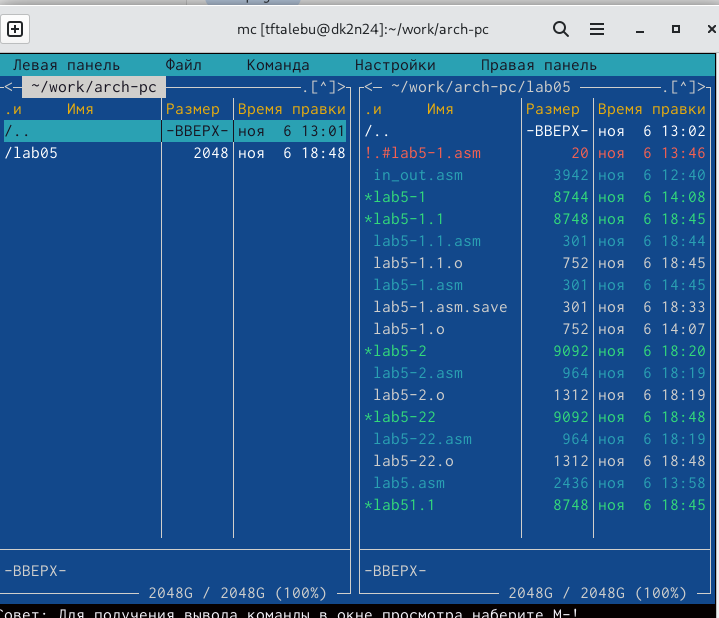 mc [tftalebu@dk2n24]:~/work/arch-pc
Левая панель Файл Команда Настройки Правая панель
<— ~/work/arch-pc .[^]>
.и Имя Размер Время правки
/.. -ВВЕРХ- ноя 6 13:01
/lab05 2048 ноя 6 18:48
-ВВЕРХ-
2048G / 2048G (100%)
<— ~/work/arch-pc/lab05 .[^]>
.и Имя Размер Время правки
/.. -ВВЕРХ- ноя 6 13:02
!.#lab5-1.asm 20 ноя 6 13:46
in_out.asm 3942 ноя 6 12:40
*lab5-1 8744 ноя 6 14:08
*lab5-1.1 8748 ноя 6 18:45
lab5-1.1.asm 301 ноя 6 18:44
lab5-1.1.o 752 ноя 6 18:45
lab5-1.asm 301 ноя 6 14:45
lab5-1.asm.save 301 ноя 6 18:33
lab5-1.o 752 ноя 6 14:07
*lab5-2 9092 ноя 6 18:20
lab5-2.asm 964 ноя 6 18:19
lab5-2.o 1312 ноя 6 18:19
*lab5-22 9092 ноя 6 18:48
lab5-22.asm 964 ноя 6 18:19
lab5-22.o 1312 ноя 6 18:48
lab5.asm 2436 ноя 6 13:58
*lab51.1 8748 ноя 6 18:45
-ВВЕРХ-
2048G / 2048G (100%)
Совет: Для получения вывода команды в окне просмотра наберите M-!